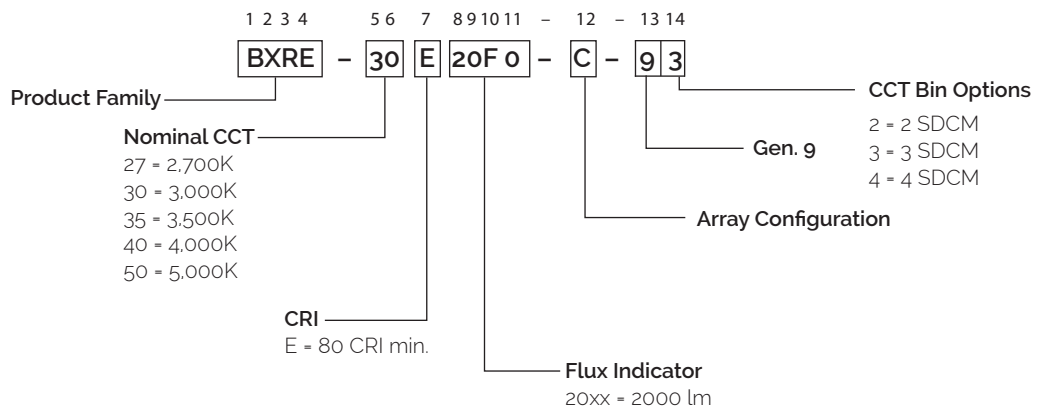 1 2 3 4 5 6 7 8 9 10 11 – 12 – 13 14
BXRE – 30 E 20F 0 – C – 9 3
Product Family
Nominal CCT
27 = 2,700K
30 = 3,000K
35 = 3,500K
40 = 4,000K
50 = 5,000K
CRI
E = 80 CRI min.
Flux Indicator
20xx = 2000 lm
Array Configuration
Gen. 9
CCT Bin Options
2 = 2 SDCM
3 = 3 SDCM
4 = 4 SDCM